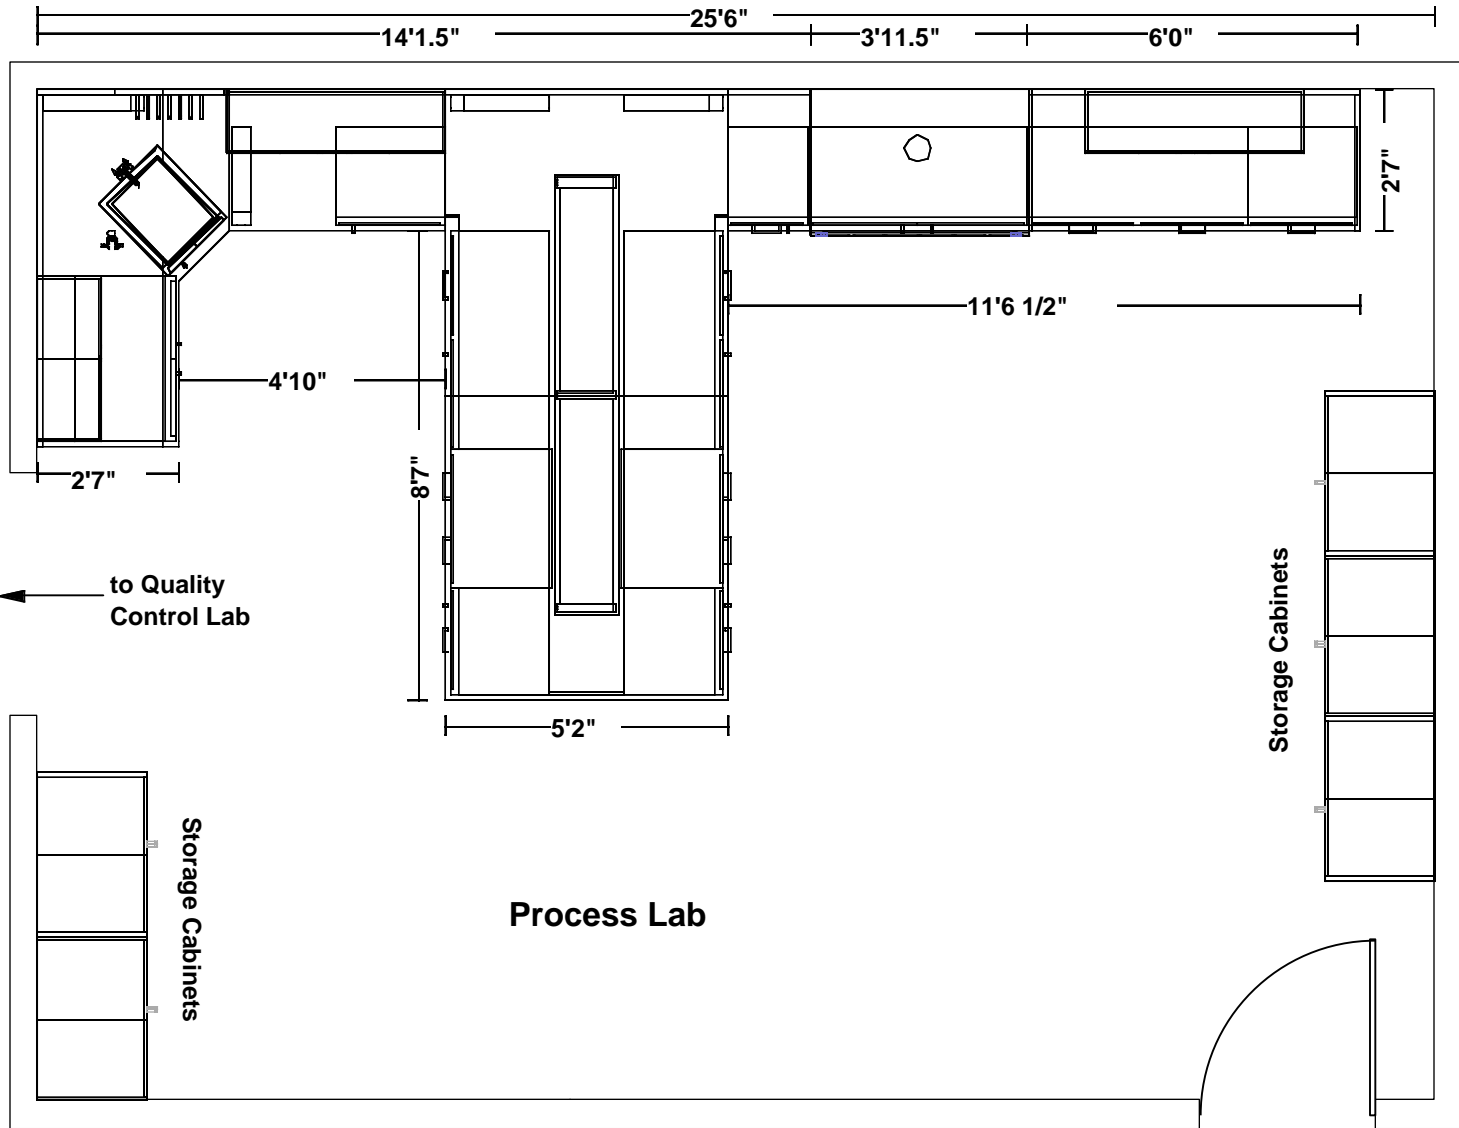 25'6"
14'1.5"
3'11.5"
6'0"
2'7"
11'6 1/2"
4'10"
2'7"
8'7"
to Quality
Control Lab
5'2"
Storage Cabinets
Storage Cabinets
Process Lab